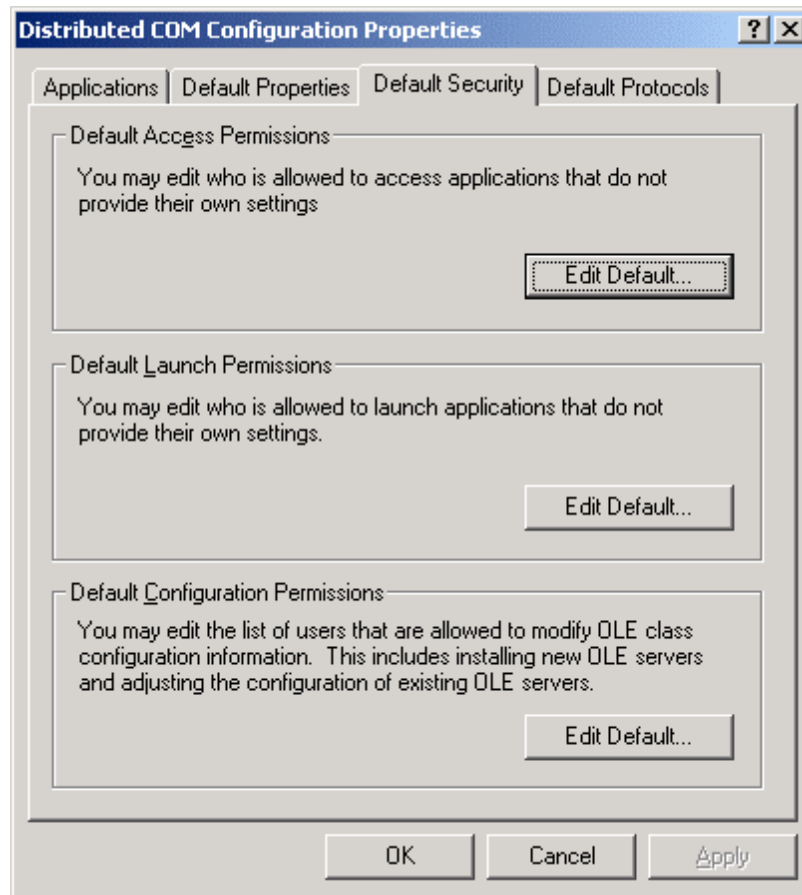 Distributed COM Configuration Properties
Applications Default Properties Default Security Default Protocols
Default Access Permissions
You may edit who is allowed to access applications that do not
provide their own settings
Edit Default...
Default Launch Permissions
You may edit who is allowed to launch applications that do not
provide their own settings.
Edit Default...
Default Configuration Permissions
You may edit the list of users that are allowed to modify OLE class
configuration information.  This includes installing new OLE servers
and adjusting the configuration of existing OLE servers.
Edit Default...
OK Cancel Apply